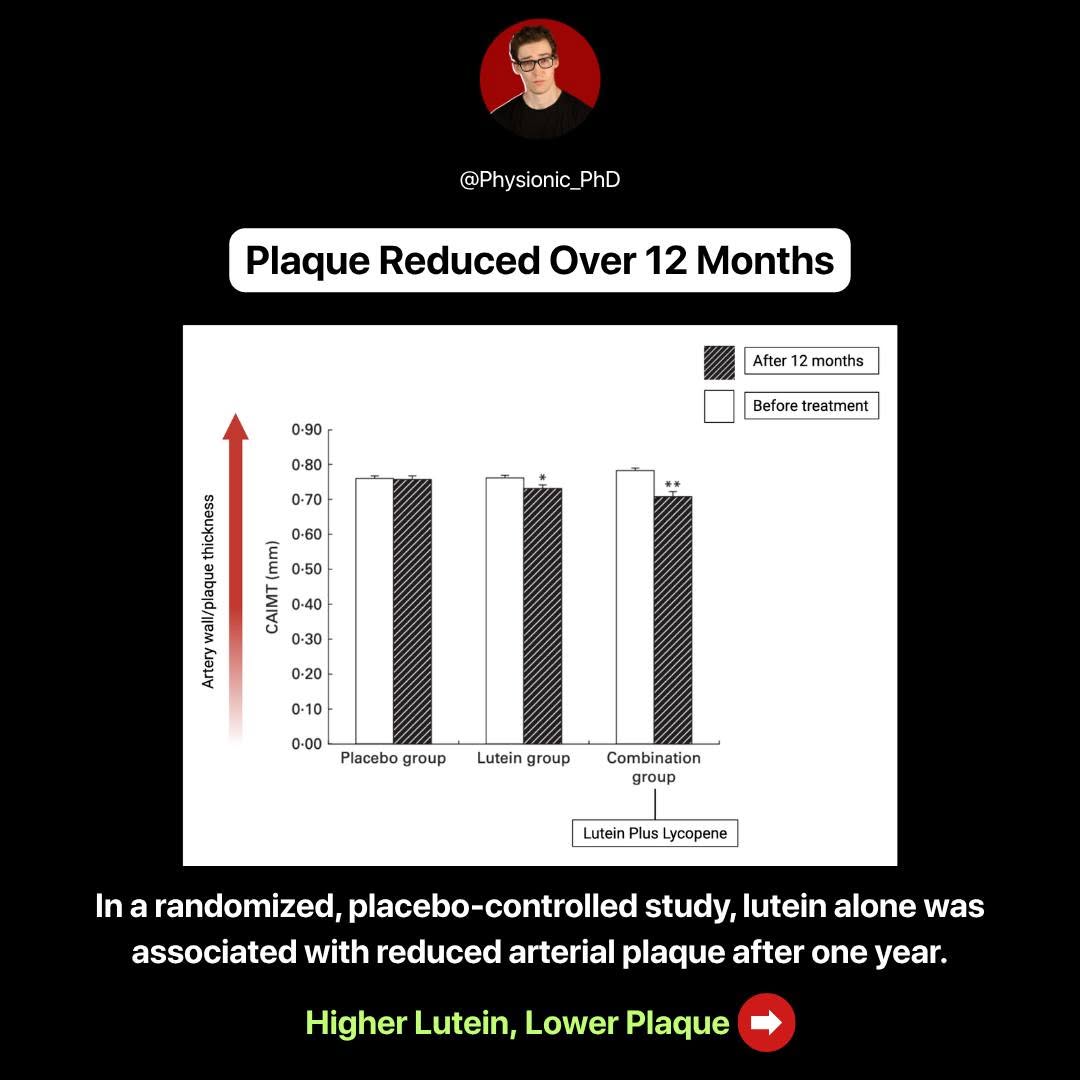 @Physionic_PhD
Plaque Reduced Over 12 Months
After 12 months
Before treatment
Artery wall/plaque thickness
CAIMT (mm)
0·90
0·80
0·70
0·60
0·50
0·40
0·30
0·20
0·10
0·00
*
**
Placebo group
Lutein group
Combination
group
Lutein Plus Lycopene
In a randomized, placebo-controlled study, lutein alone was
associated with reduced arterial plaque after one year.
Higher Lutein, Lower Plaque